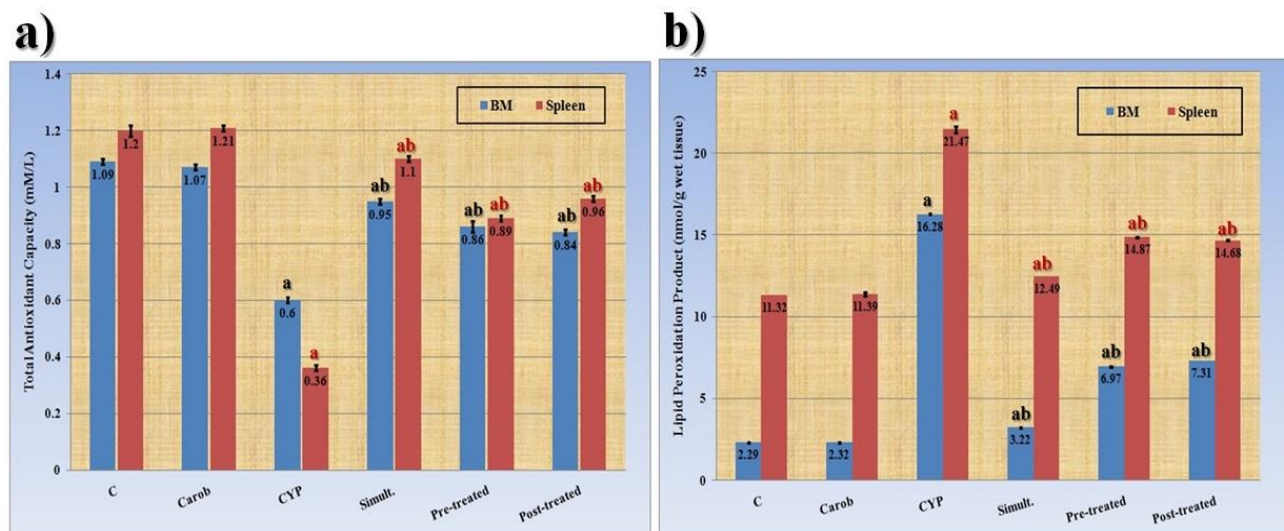 a)
Total Antioxidant Capacity (mM/L)
1.4
1.2
1
0.8
0.6
0.4
0.2
0
BM Spleen
1.09 1.2
1.07 1.21
a
0.6
a
0.36
ab
0.95
ab
1.1
ab
0.86
ab
0.89
ab
0.84
ab
0.96
C Carob CYP Simult. Pre-treated Post-treated
b)
Lipid Peroxidation Product (nmol/g wet tissue)
25
20
15
10
5
0
BM Spleen
2.29 11.32
2.32 11.39
a
16.28
a
21.47
ab
3.22
ab
12.49
ab
6.97
ab
14.87
ab
7.31
ab
14.68
C Carob CYP Simult. Pre-treated Post-treated